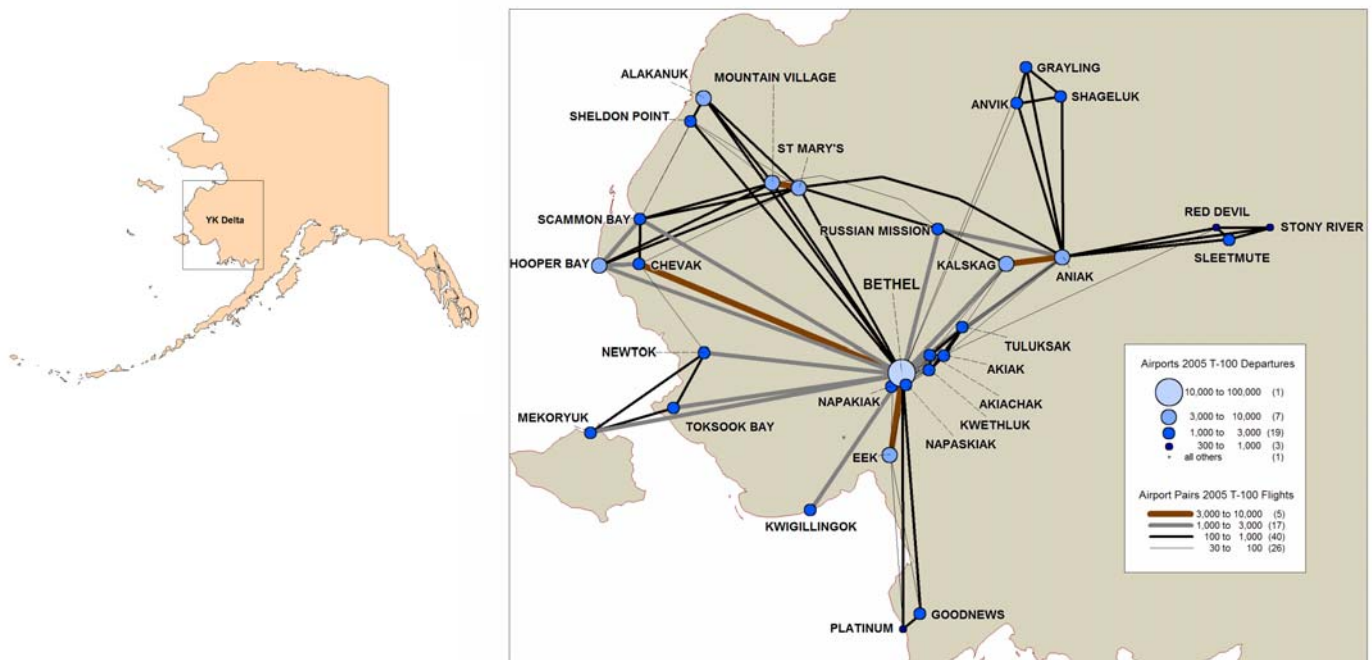 YK Delta
ALAKANUK
MOUNTAIN VILLAGE
GRAYLING
ANVIK
SHAGELUK
SHELDON POINT
ST MARY'S
SCAMMON BAY
RUSSIAN MISSION
RED DEVIL
STONY RIVER
HOOPER BAY
CHEVAK
KALSKAG
ANIAK
SLEETMUTE
BETHEL
NEWTOK
TULUKSAK
AKIAK
NAPAKIAK
AKIACHAK
MEKORYUK
TOKSOOK BAY
KWETHLUK
NAPASKIAK
EEK
KWIGILLINGOK
GOODNEWS
PLATINUM
Airports 2005 T-100 Departures
10,000 to 100,000 (1)
3,000 to 10,000 (7)
1,000 to 3,000 (19)
300 to 1,000 (3)
all others (1)
Airport Pairs 2005 T-100 Flights
3,000 to 10,000 (5)
1,000 to 3,000 (17)
100 to 1,000 (40)
30 to 100 (26)